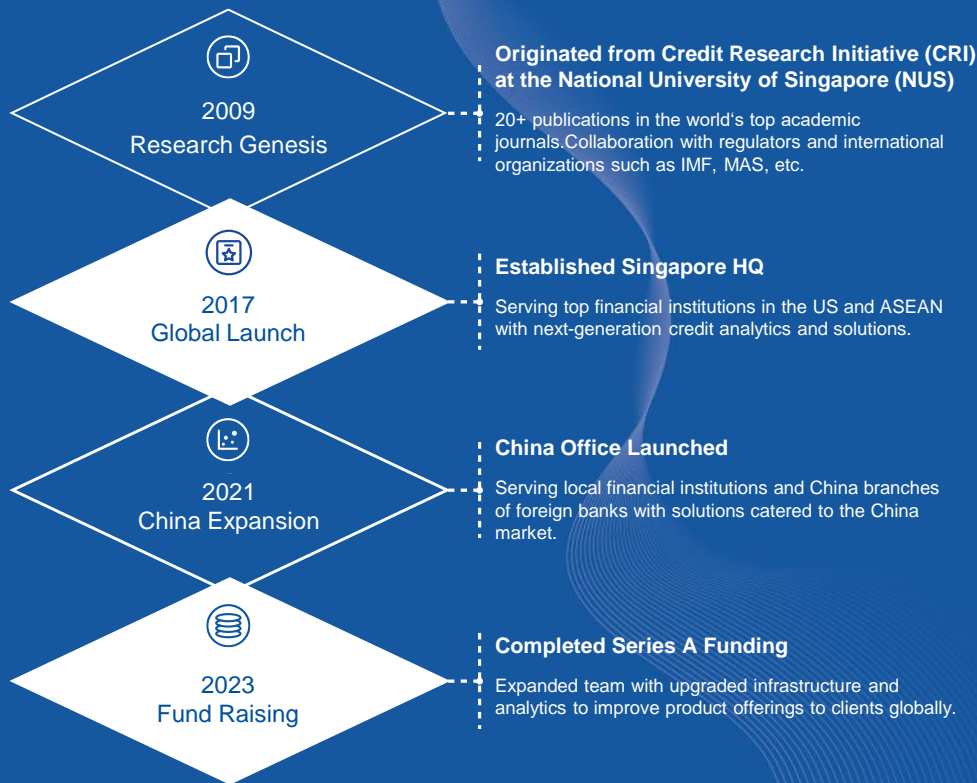 2009
Research Genesis
Originated from Credit Research Initiative (CRI)
at the National University of Singapore (NUS)
20+ publications in the world‘s top academic
journals.Collaboration with regulators and international
organizations such as IMF, MAS, etc.
2017
Global Launch
Established Singapore HQ
Serving top financial institutions in the US and ASEAN
with next-generation credit analytics and solutions.
2021
China Expansion
China Office Launched
Serving local financial institutions and China branches
of foreign banks with solutions catered to the China
market.
2023
Fund Raising
Completed Series A Funding
Expanded team with upgraded infrastructure and
analytics to improve product offerings to clients globally.